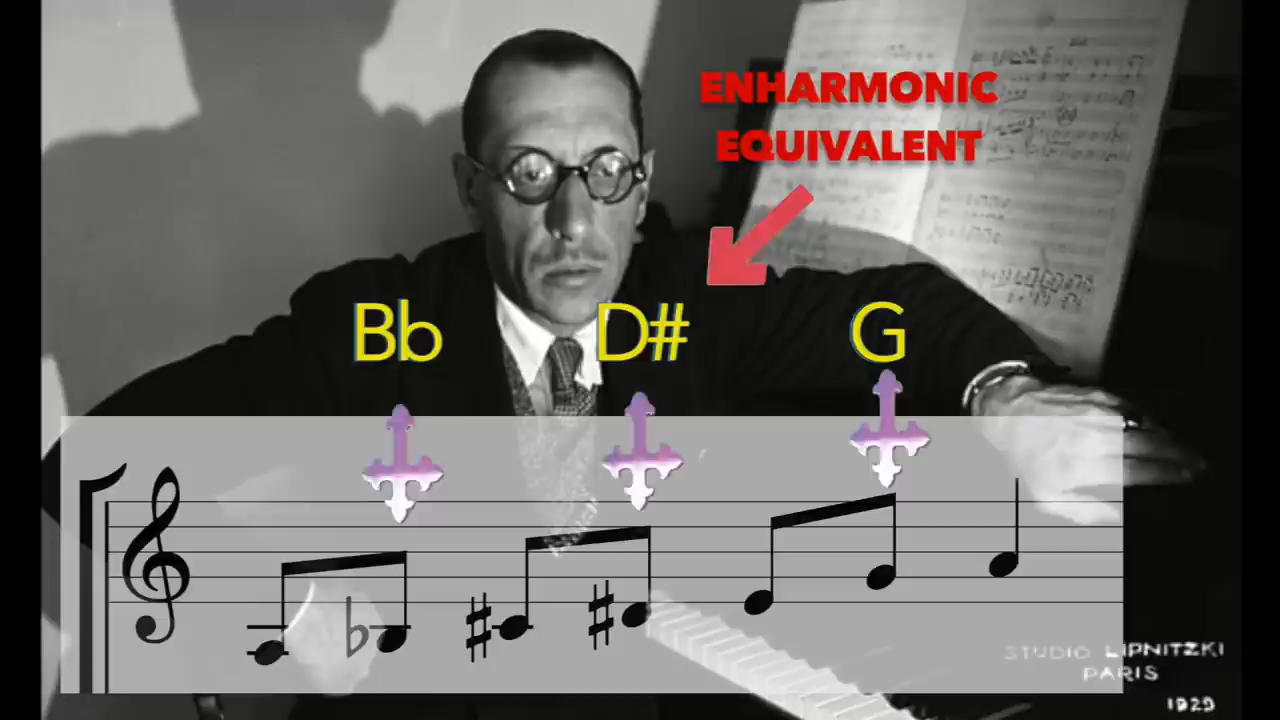 ENHARMONIC
EQUIVALENT
Bb D# G
STUDIO LIPNITZKI
PARIS
1929